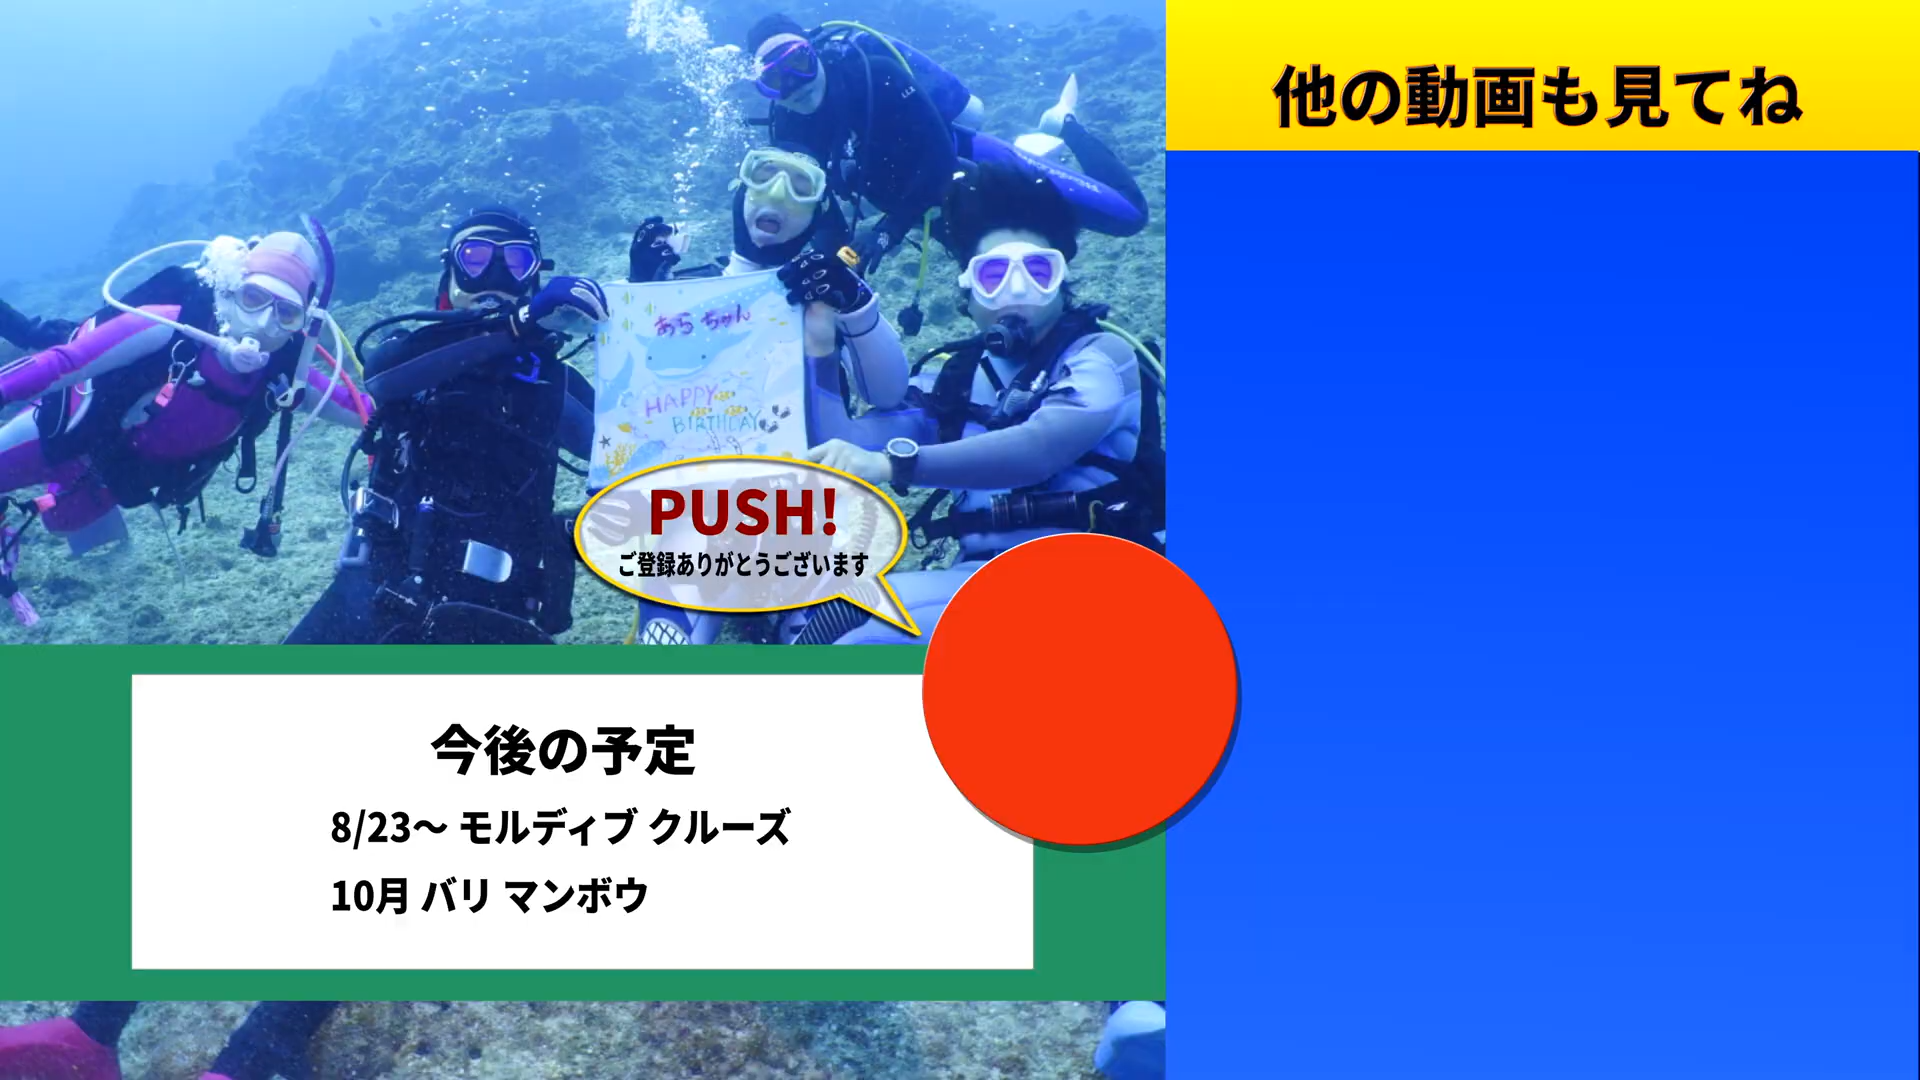 他の動画も見てね
あらちゃん
HAPPY
BIRTHDAY
PUSH!
ご登録ありがとうございます
今後の予定
8/23〜 モルディブ クルーズ
10月 バリ マンボウ